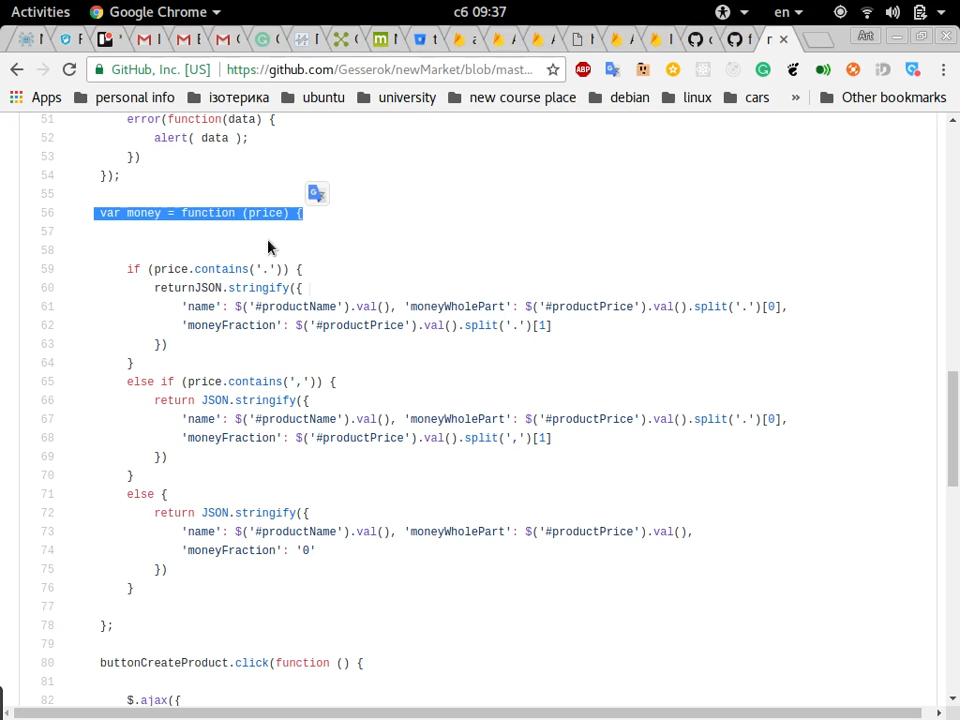 Activities Google Chrome сб 09:37 en
Art
GitHub, Inc. [US] https://github.com/Gesserok/newMarket/blob/mast...
Apps personal info ізотерика ubuntu university new course place debian linux cars » Other bookmarks
51 error(function(data) {
52 alert( data );
53 })
54 });
55
56 var money = function (price) {
57
58
59 if (price.contains('.')) {
60 returnJSON.stringify({
61 'name': $('#productName').val(), 'moneyWholePart': $('#productPrice').val().split('.')[0],
62 'moneyFraction': $('#productPrice').val().split('.')[1]
63 })
64 }
65 else if (price.contains(',')) {
66 return JSON.stringify({
67 'name': $('#productName').val(), 'moneyWholePart': $('#productPrice').val().split('.')[0],
68 'moneyFraction': $('#productPrice').val().split(',')[1]
69 })
70 }
71 else {
72 return JSON.stringify({
73 'name': $('#productName').val(), 'moneyWholePart': $('#productPrice').val(),
74 'moneyFraction': '0'
75 })
76 }
77
78 };
79
80 buttonCreateProduct.click(function () {
81
82 $.ajax({